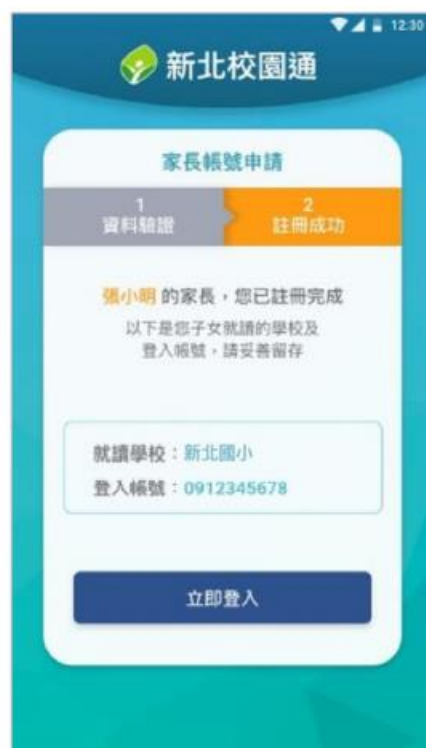 12:30
新北校園通
家長帳號申請
1
資料驗證
2
註冊成功
張小明 的家長，您已註冊完成
以下是您子女就讀的學校及
登入帳號，請妥善留存
就讀學校：新北國小
登入帳號：0912345678
立即登入